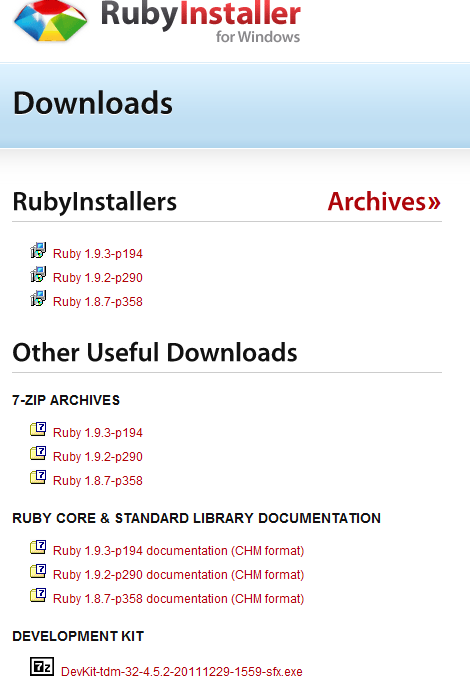 RubyInstaller
for Windows
Downloads
RubyInstallers Archives»
Ruby 1.9.3-p194
Ruby 1.9.2-p290
Ruby 1.8.7-p358
Other Useful Downloads
7-ZIP ARCHIVES
Ruby 1.9.3-p194
Ruby 1.9.2-p290
Ruby 1.8.7-p358
RUBY CORE & STANDARD LIBRARY DOCUMENTATION
Ruby 1.9.3-p194 documentation (CHM format)
Ruby 1.9.2-p290 documentation (CHM format)
Ruby 1.8.7-p358 documentation (CHM format)
DEVELOPMENT KIT
7z DevKit-tdm-32-4.5.2-20111229-1559-sfx.exe